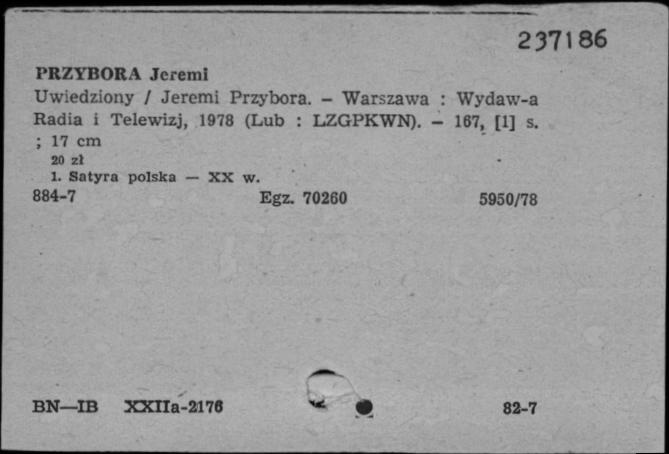 237186
PRZYBORA Jeremi
Uwiedziony / Jeremi Przybora. – Warszawa : Wydaw-a
Radia i Telewizj, 1978 (Lub : LZGPKWN). – 167, [1] s.
; 17 cm
20 zł
1. Satyra polska — XX w.
884-7 Egz. 70260 5950/78
BN—IB XXIIa-2176 82-7